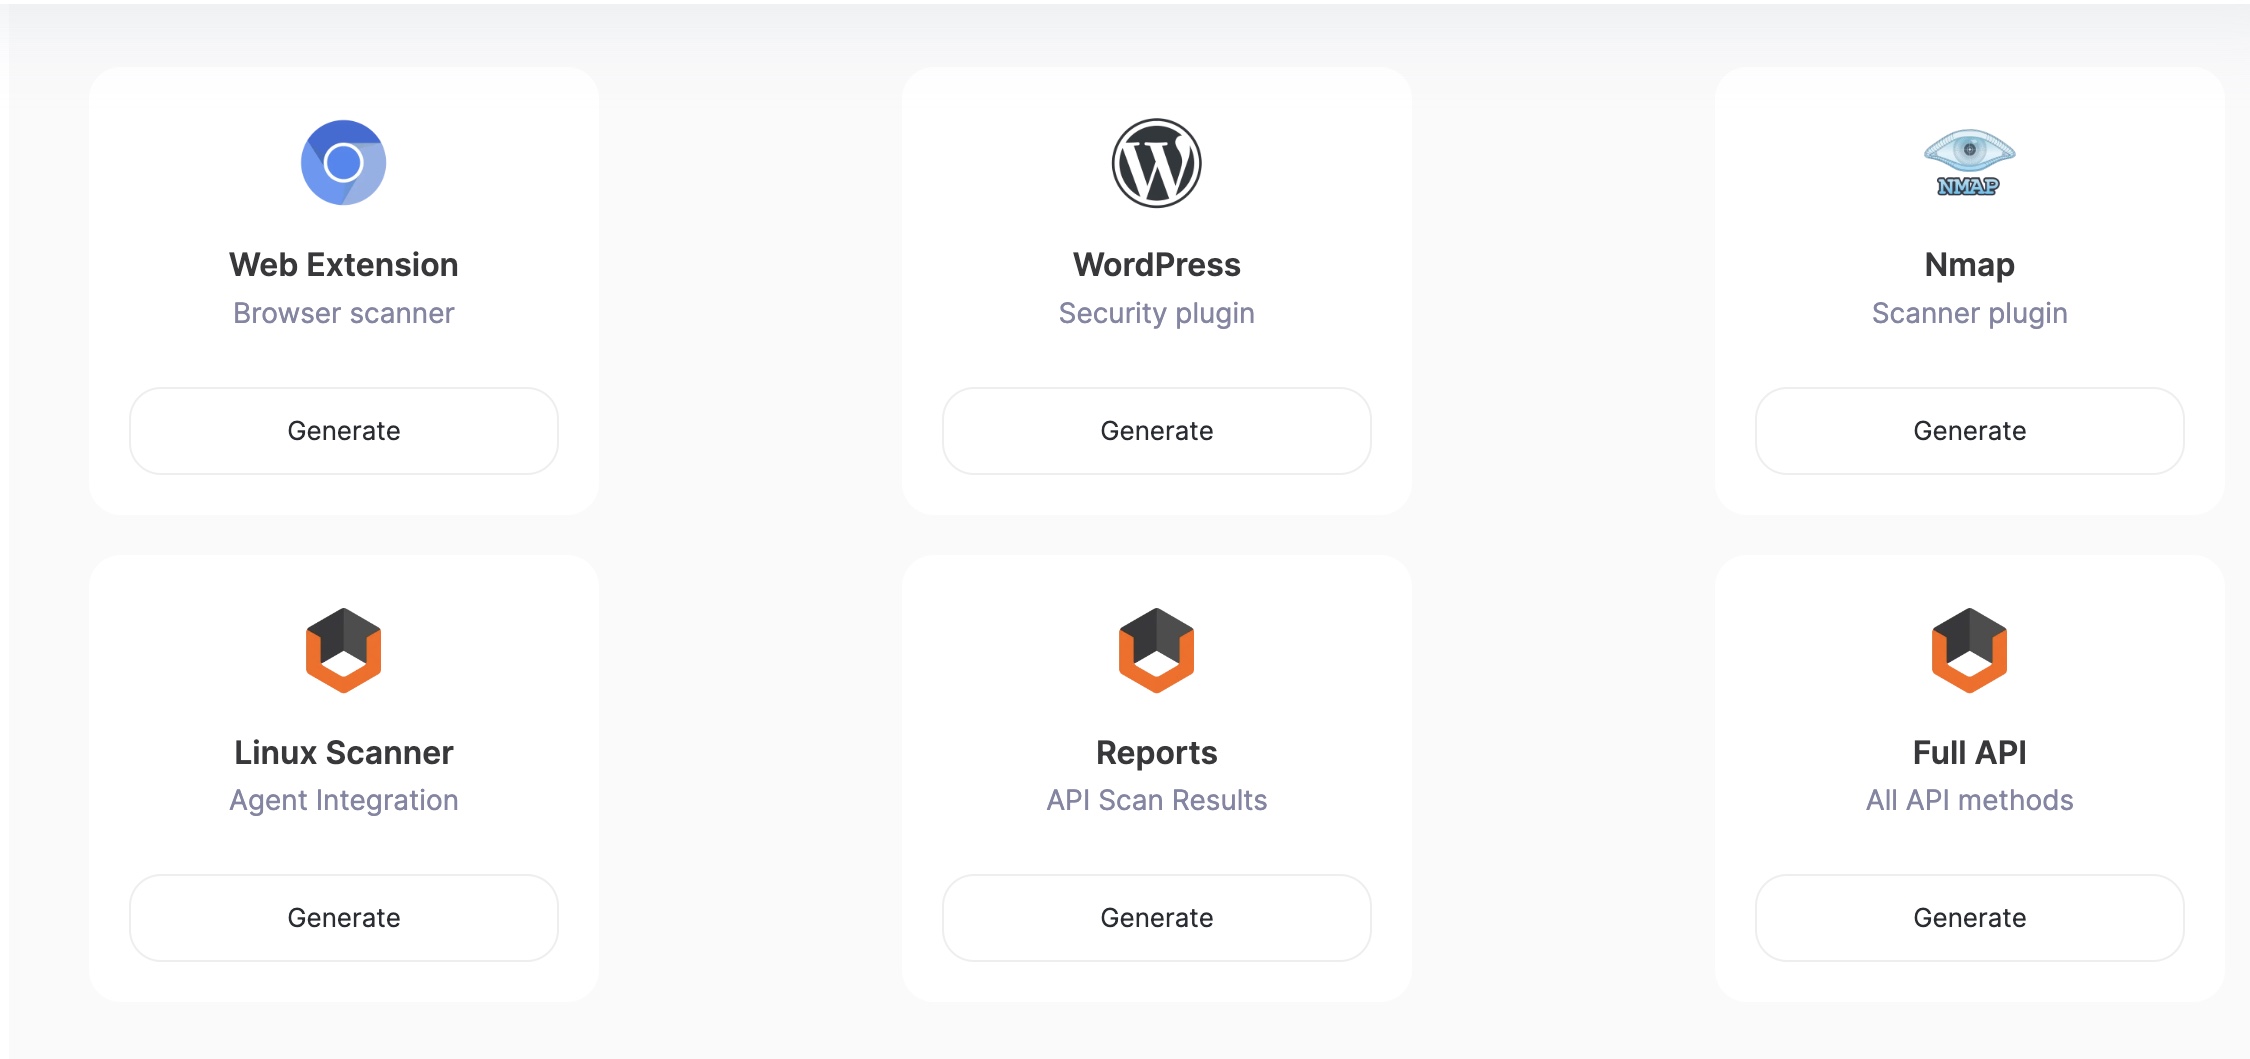 NMAP
Web Extension
Browser scanner
Generate
WordPress
Security plugin
Generate
Nmap
Scanner plugin
Generate
Linux Scanner
Agent Integration
Generate
Reports
API Scan Results
Generate
Full API
All API methods
Generate